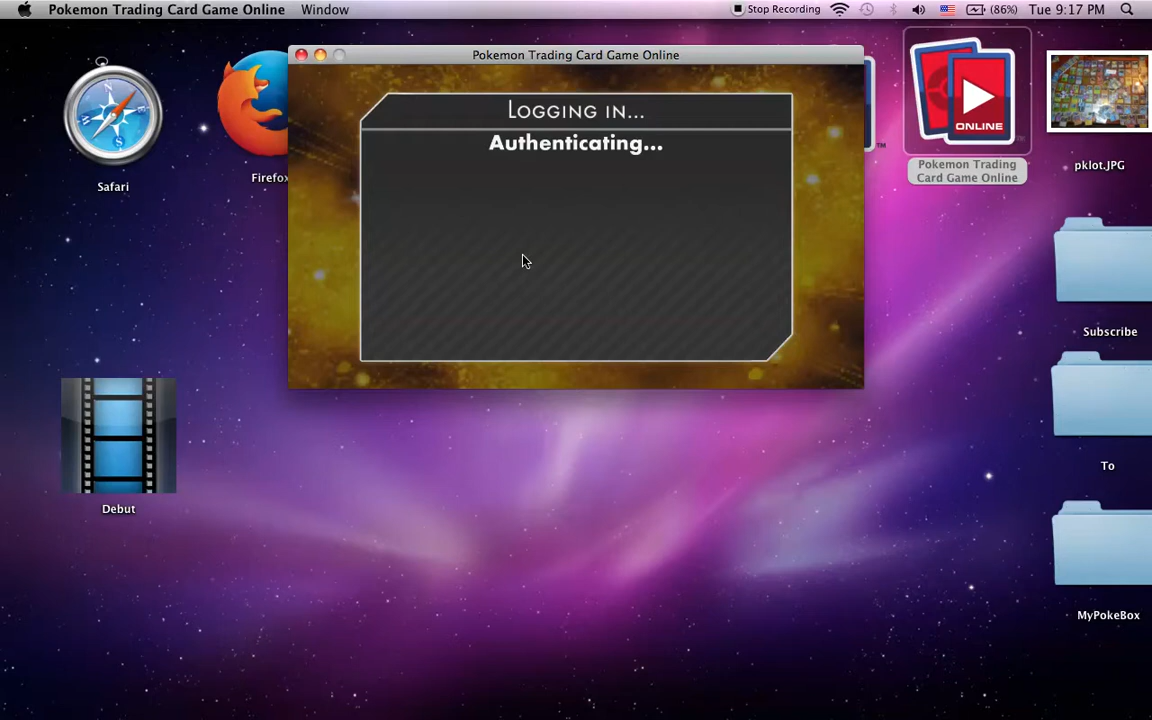 Pokemon Trading Card Game Online Window Stop Recording (86%) Tue 9:17 PM
Pokemon Trading Card Game Online
LOGGING IN...
Authenticating...
Safari
Firefox
ONLINE
TM
Pokemon Trading
Card Game Online
pklot.JPG
Subscribe
To
Debut
MyPokeBox